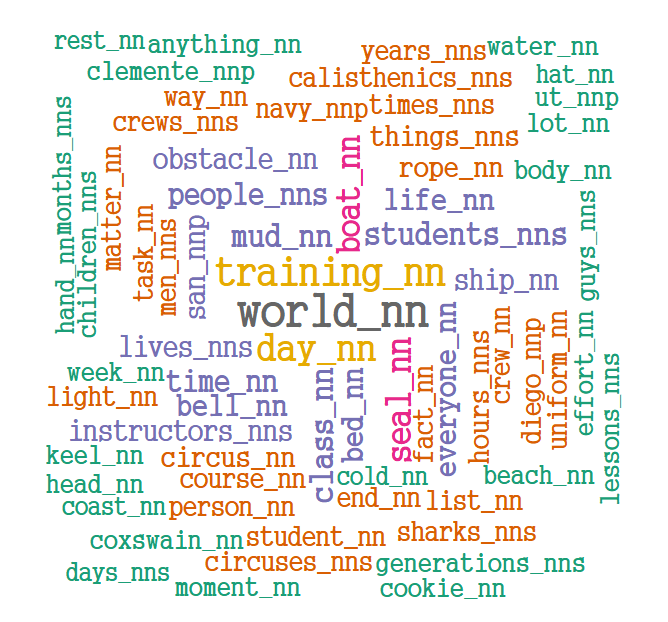 rest_nn
anything_nn
years_nns
water_nn
clemente_nnp
calisthenics_nns
hat_nn
way_nn
navy_nnp
times_nns
ut_nnp
crews_nns
things_nns
lot_nn
obstacle_nn
boat_nn
rope_nn
body_nn
months_nns
children_nns
matter_nn
people_nns
life_nn
guys_nns
hand_nn
task_nn
men_nns
san_nnp
mud_nn
students_nns
training_nn
ship_nn
world_nn
lives_nns
day_nn
seal_nn
everyone_nn
crew_nn
diego_nnp
uniform_nn
effort_nn
week_nn
time_nn
class_nn
bed_nn
fact_nn
hours_nns
lessons_nns
light_nn
bell_nn
instructors_nns
keel_nn
circus_nn
head_nn
course_nn
cold_nn
beach_nn
coast_nn
person_nn
end_nn
list_nn
coxswain_nn
student_nn
sharks_nns
days_nns
circuses_nns
generations_nns
moment_nn
cookie_nn